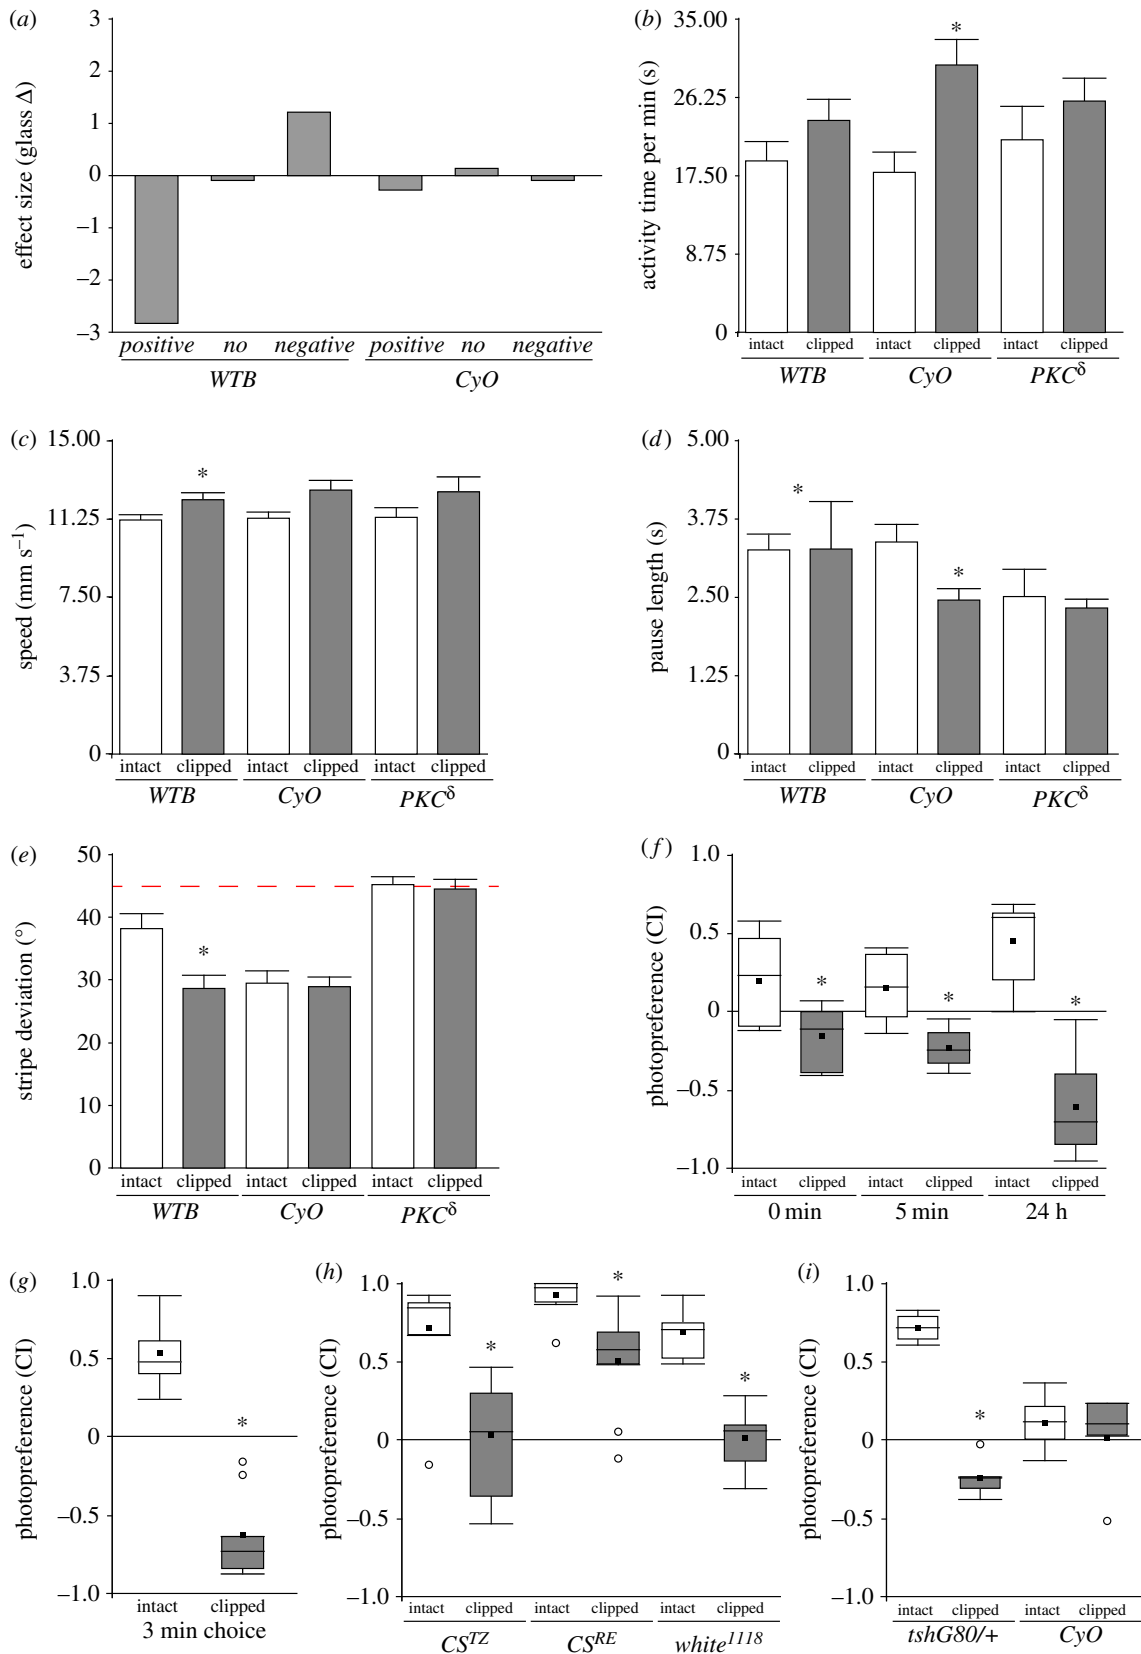 (a)
3
2
1
0
–1
–2
–3
effect size (glass Δ)
positive no negative positive no negative
WTB CyO
(b)
35.00
26.25
17.50
8.75
0
activity time per min (s)
*
intact clipped intact clipped intact clipped
WTB CyO PKCδ
(c)
15.00
11.25
7.50
3.75
0
speed (mm s–1)
*
intact clipped intact clipped intact clipped
WTB CyO PKCδ
(d)
5.00
3.75
2.50
1.25
0
pause length (s)
*
*
intact clipped intact clipped intact clipped
WTB CyO PKCδ
(e)
50
40
30
20
10
0
stripe deviation (°)
*
intact clipped intact clipped intact clipped
WTB CyO PKCδ
(f)
1.0
0.5
0
–0.5
–1.0
photopreference (CI)
* * *
intact clipped intact clipped intact clipped
0 min 5 min 24 h
(g)
1.0
0.5
0
–0.5
–1.0
photopreference (CI)
*
intact clipped
3 min choice
(h)
1.0
0.5
0
–0.5
–1.0
photopreference (CI)
* * *
intact clipped intact clipped intact clipped
CSTZ CSRE white1118
(i)
1.0
0.5
0
–0.5
–1.0
photopreference (CI)
*
intact clipped intact clipped
tshG80/+ CyO